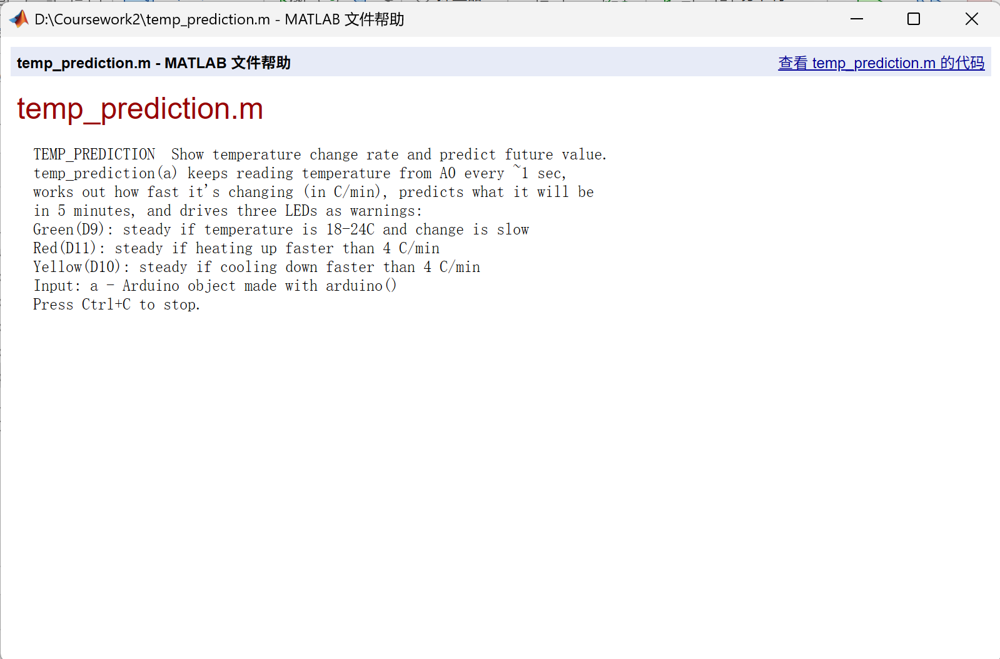 D:\Coursework2\temp_prediction.m - MATLAB 文件帮助
temp_prediction.m - MATLAB 文件帮助
查看 temp_prediction.m 的代码
temp_prediction.m
TEMP_PREDICTION  Show temperature change rate and predict future value.
temp_prediction(a) keeps reading temperature from A0 every ~1 sec,
works out how fast it's changing (in C/min), predicts what it will be
in 5 minutes, and drives three LEDs as warnings:
Green(D9): steady if temperature is 18-24C and change is slow
Red(D11): steady if heating up faster than 4 C/min
Yellow(D10): steady if cooling down faster than 4 C/min
Input: a - Arduino object made with arduino()
Press Ctrl+C to stop.